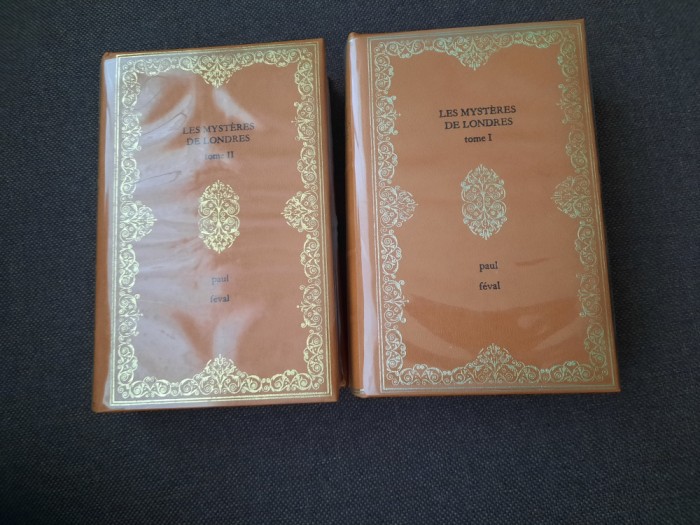 LES MYSTÈRES
DE LONDRES
tome II
paul
féval
LES MYSTÈRES
DE LONDRES
tome I
paul
féval